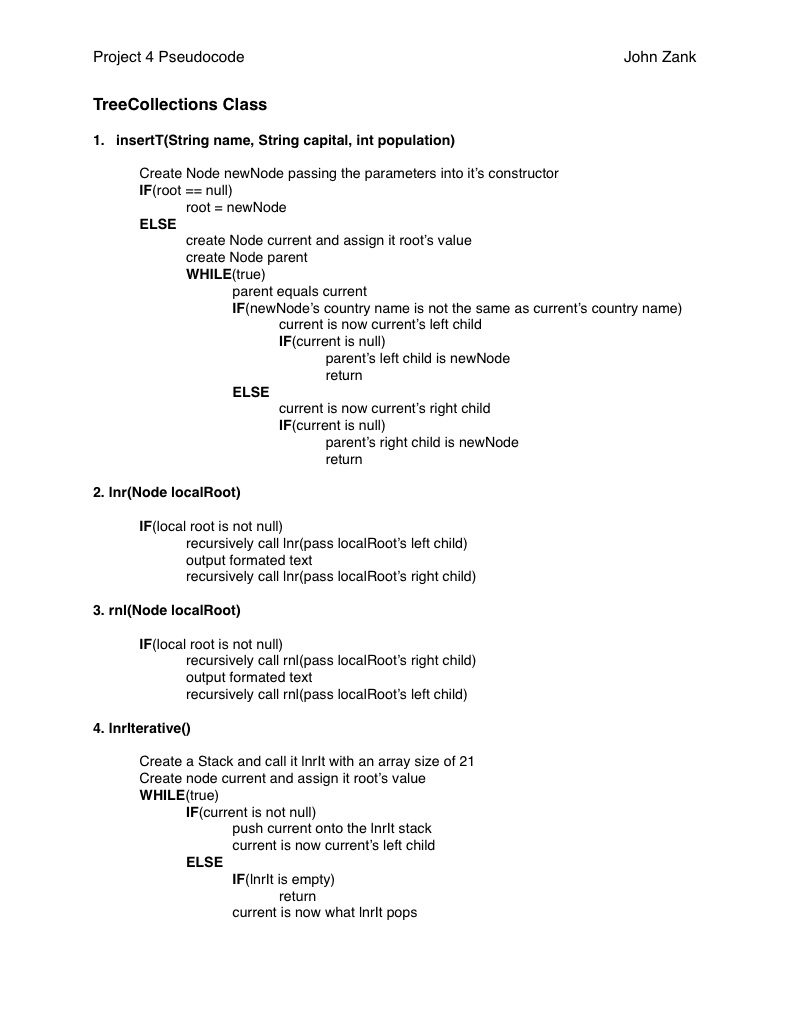 Project 4 Pseudocode John Zank
TreeCollections Class
1. insertT(String name, String capital, int population)
Create Node newNode passing the parameters into it’s constructor
IF(root == null)
root = newNode
ELSE
create Node current and assign it root’s value
create Node parent
WHILE(true)
parent equals current
IF(newNode’s country name is not the same as current’s country name)
current is now current’s left child
IF(current is null)
parent’s left child is newNode
return
ELSE
current is now current’s right child
IF(current is null)
parent’s right child is newNode
return
2. lnr(Node localRoot)
IF(local root is not null)
recursively call lnr(pass localRoot’s left child)
output formated text
recursively call lnr(pass localRoot’s right child)
3. rnl(Node localRoot)
IF(local root is not null)
recursively call rnl(pass localRoot’s right child)
output formated text
recursively call rnl(pass localRoot’s left child)
4. lnrIterative()
Create a Stack and call it lnrIt with an array size of 21
Create node current and assign it root’s value
WHILE(true)
IF(current is not null)
push current onto the lnrIt stack
current is now current’s left child
ELSE
IF(lnrIt is empty)
return
current is now what lnrIt pops